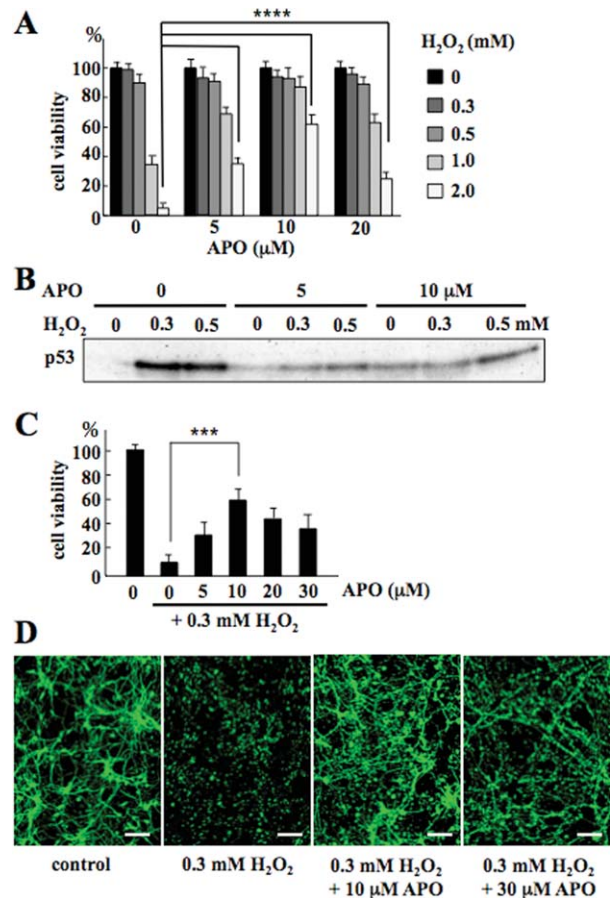 A
%
****
H₂O₂ (mM)
100
80
60
40
20
0
cell viability
0
0.3
0.5
1.0
2.0
0 5 10 20
APO (μM)
B
APO 0 5 10 μM
H₂O₂ 0 0.3 0.5 0 0.3 0.5 0 0.3 0.5 mM
p53
C
%
***
100
80
60
40
20
0
cell viability
0 0 5 10 20 30 APO (μM)
+ 0.3 mM H₂O₂
D
control 0.3 mM H₂O₂ 0.3 mM H₂O₂ 0.3 mM H₂O₂
+ 10 μM APO + 30 μM APO